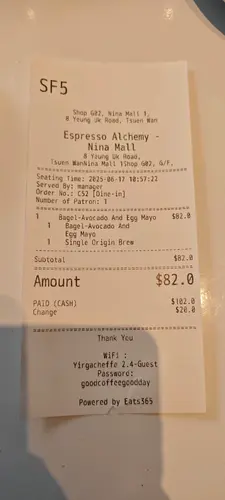 SF5
Shop G02, Nina Mall 1,
8 Yeung Uk Road, Tsuen Wan
Espresso Alchemy -
Nina Mall
8 Yeung Uk Road,
Tsuen WanNina Mall 1Shop G02, G/F,
Seating Time: 2025-06-17 10:57:22
Served By: manager
Order No.: C52 [Dine-in]
Number of Patron: 1
1 Bagel-Avocado And Egg Mayo $82.0
1 Bagel-Avocado And
Egg Mayo
1 Single Origin Brew
Subtotal $82.0
Amount $82.0
PAID (CASH) $102.0
Change $20.0
Thank You
WiFi :
Yirgacheffe 2.4-Guest
Password:
goodcoffeegoodday
Powered by Eats365